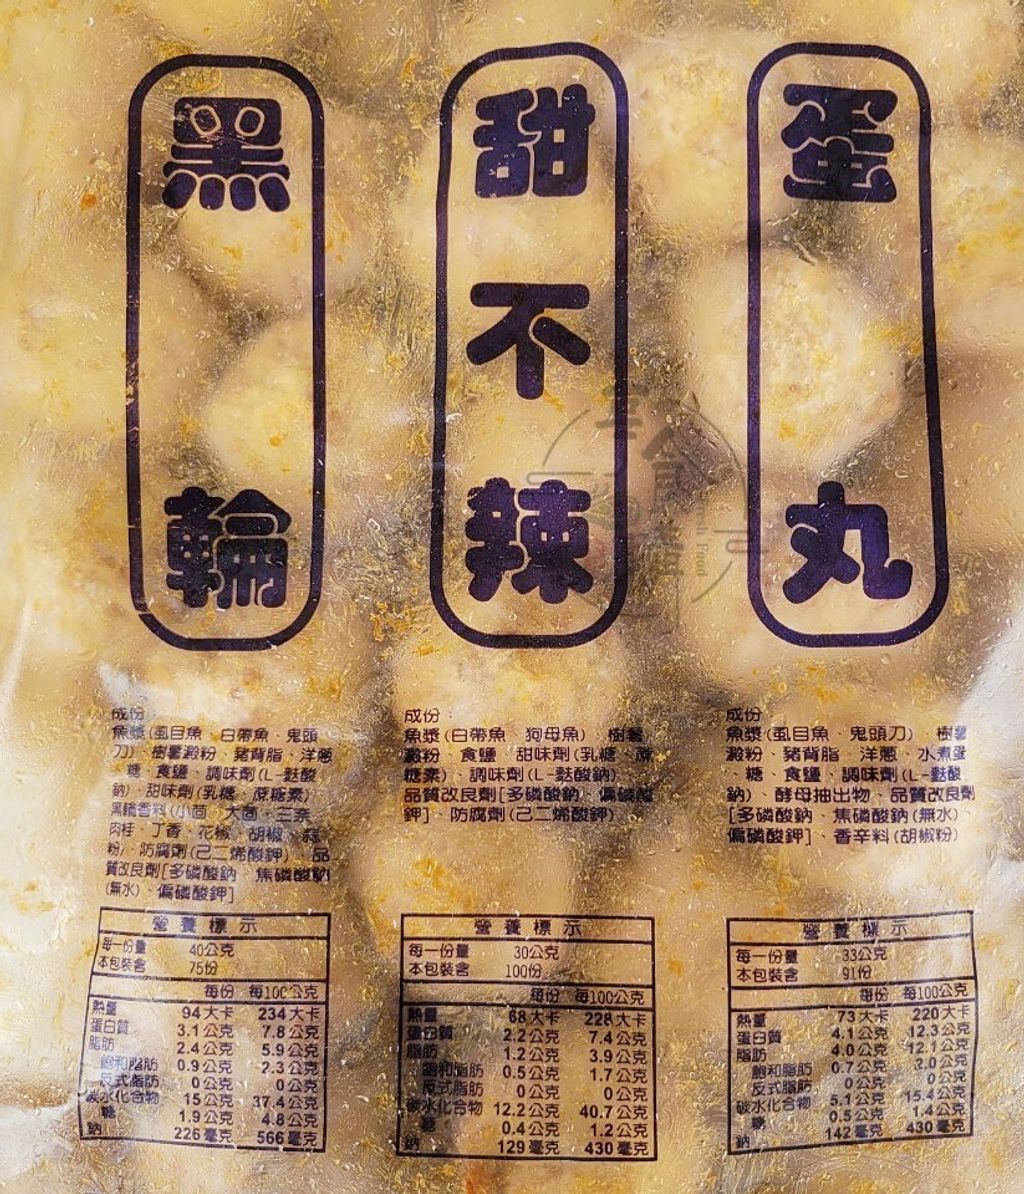 黑輪
甜不辣
蛋丸
成份:
魚漿(虱目魚、白帶魚、鬼頭
刀)、樹薯澱粉、豬背脂、洋蔥
、糖、食鹽、調味劑(L-麩酸
鈉)、甜味劑(乳糖、蔗糖素)
黑輪香料(小茴、大茴、三奈
肉桂、丁香、花椒、胡椒、蒜
粉)、防腐劑(己二烯酸鉀)、品
質改良劑[多磷酸鈉、焦磷酸鈉
(無水)、偏磷酸鉀]
營養標示
每一份量 40公克
本包裝含 75份
每份 每100公克
熱量 94大卡 234大卡
蛋白質 3.1公克 7.8公克
脂肪 2.4公克 5.9公克
飽和脂肪 0.9公克 2.3公克
反式脂肪 0公克 0公克
碳水化合物 15公克 37.4公克
糖 1.9公克 4.8公克
鈉 226毫克 566毫克
成份:
魚漿(白帶魚、狗母魚)、樹薯
澱粉、食鹽、甜味劑(乳糖、蔗
糖素)、調味劑(L-麩酸鈉)、
品質改良劑[多磷酸鈉、偏磷酸
鉀]、防腐劑(己二烯酸鉀)
營養標示
每一份量 30公克
本包裝含 100份
每份 每100公克
熱量 68大卡 228大卡
蛋白質 2.2公克 7.4公克
脂肪 1.2公克 3.9公克
飽和脂肪 0.5公克 1.7公克
反式脂肪 0公克 0公克
碳水化合物 12.2公克 40.7公克
糖 0.4公克 1.2公克
鈉 129毫克 430毫克
成份:
魚漿(虱目魚、鬼頭刀)、樹薯
澱粉、豬背脂、洋蔥、水煮蛋
、糖、食鹽、調味劑(L-麩酸
鈉)、酵母抽出物、品質改良劑
[多磷酸鈉、焦磷酸鈉(無水)、
偏磷酸鉀]、香辛料(胡椒粉)
營養標示
每一份量 33公克
本包裝含 91份
每份 每100公克
熱量 73大卡 220大卡
蛋白質 4.1公克 12.3公克
脂肪 4.0公克 12.1公克
飽和脂肪 0.7公克 2.0公克
反式脂肪 0公克 0公克
碳水化合物 5.1公克 15.4公克
糖 0.5公克 1.4公克
鈉 142毫克 430毫克